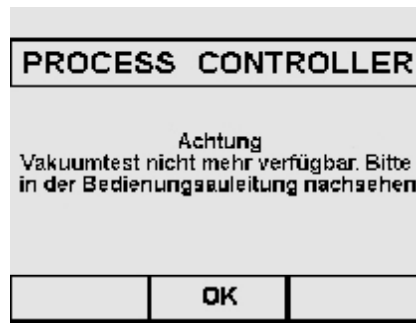 PROCESS CONTROLLER
Achtung
Vakuumtest nicht mehr verfügbar. Bitte
in der Bedienungsauleitung nachsehen
OK